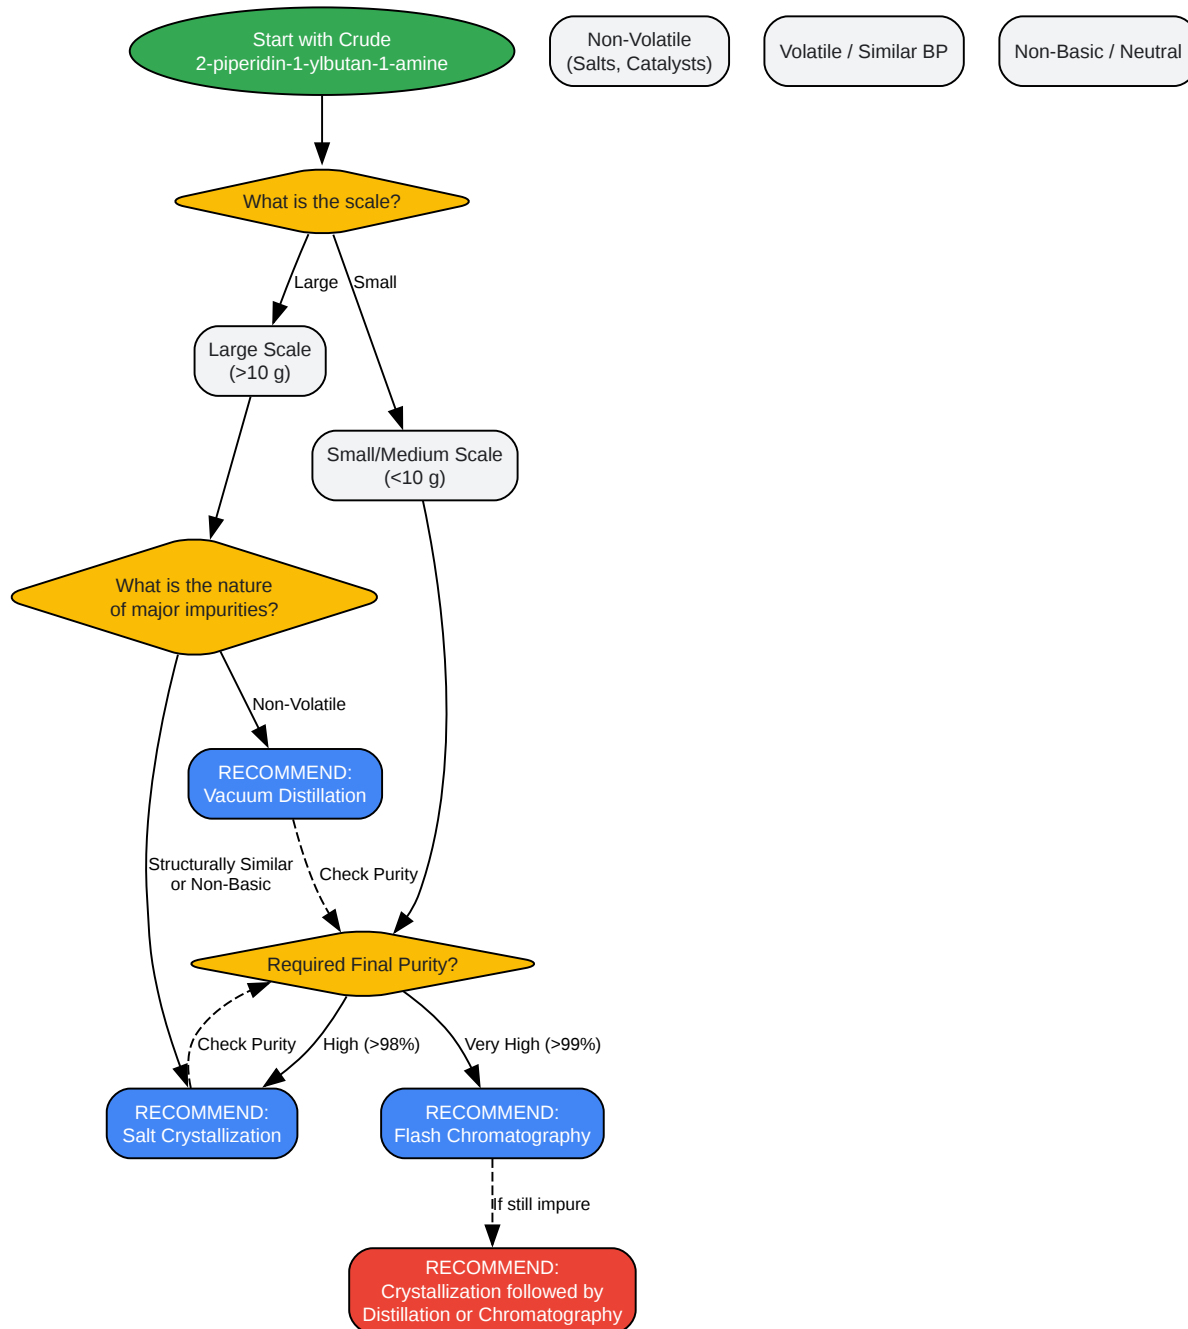 Start with Crude
2-piperidin-1-ylbutan-1-amine
Non-Volatile
(Salts, Catalysts)
Volatile / Similar BP
Non-Basic / Neutral
What is the scale?
Large
Small
Large Scale
(>10 g)
Small/Medium Scale
(<10 g)
What is the nature
of major impurities?
Non-Volatile
RECOMMEND:
Vacuum Distillation
Structurally Similar
or Non-Basic
Check Purity
Required Final Purity?
Check Purity
High (>98%)
Very High (>99%)
RECOMMEND:
Salt Crystallization
RECOMMEND:
Flash Chromatography
If still impure
RECOMMEND:
Crystallization followed by
Distillation or Chromatography